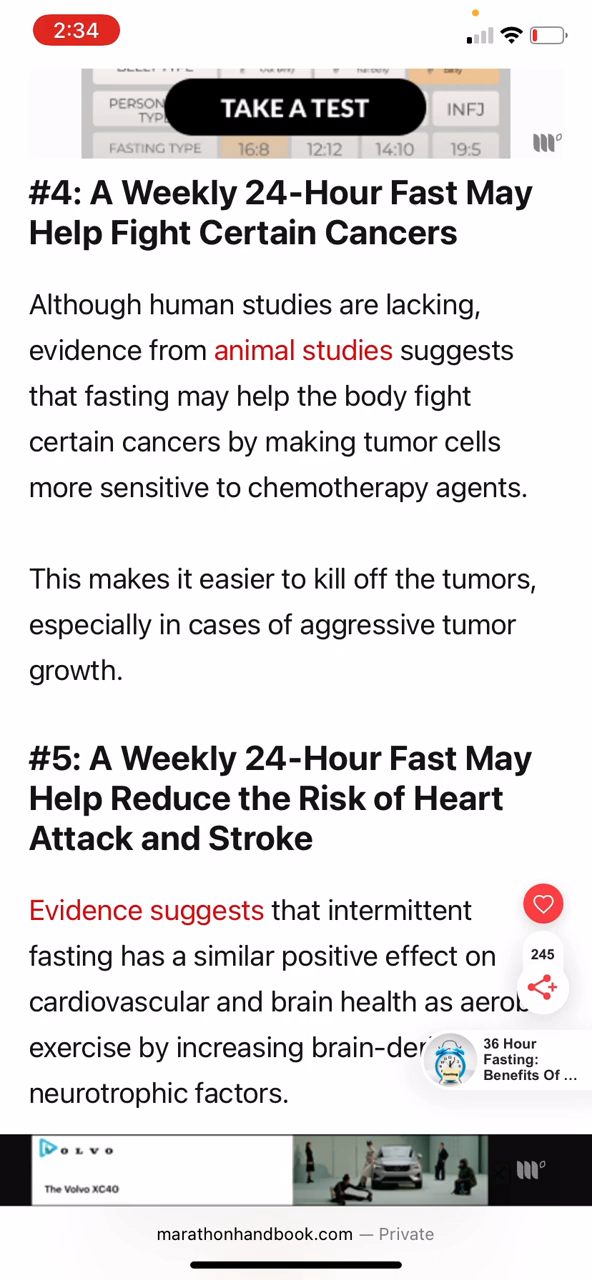 2:34
PERSON
TYP
TAKE A TEST
INFJ
FASTING TYPE 16:8 12:12 14:10 19:5
#4: A Weekly 24-Hour Fast May
Help Fight Certain Cancers
Although human studies are lacking,
evidence from animal studies suggests
that fasting may help the body fight
certain cancers by making tumor cells
more sensitive to chemotherapy agents.
This makes it easier to kill off the tumors,
especially in cases of aggressive tumor
growth.
#5: A Weekly 24-Hour Fast May
Help Reduce the Risk of Heart
Attack and Stroke
Evidence suggests that intermittent
fasting has a similar positive effect on
cardiovascular and brain health as aerob
exercise by increasing brain-der
neurotrophic factors.
245
36 Hour
Fasting:
Benefits Of ...
VOLVO
The Volvo XC40
marathonhandbook.com — Private